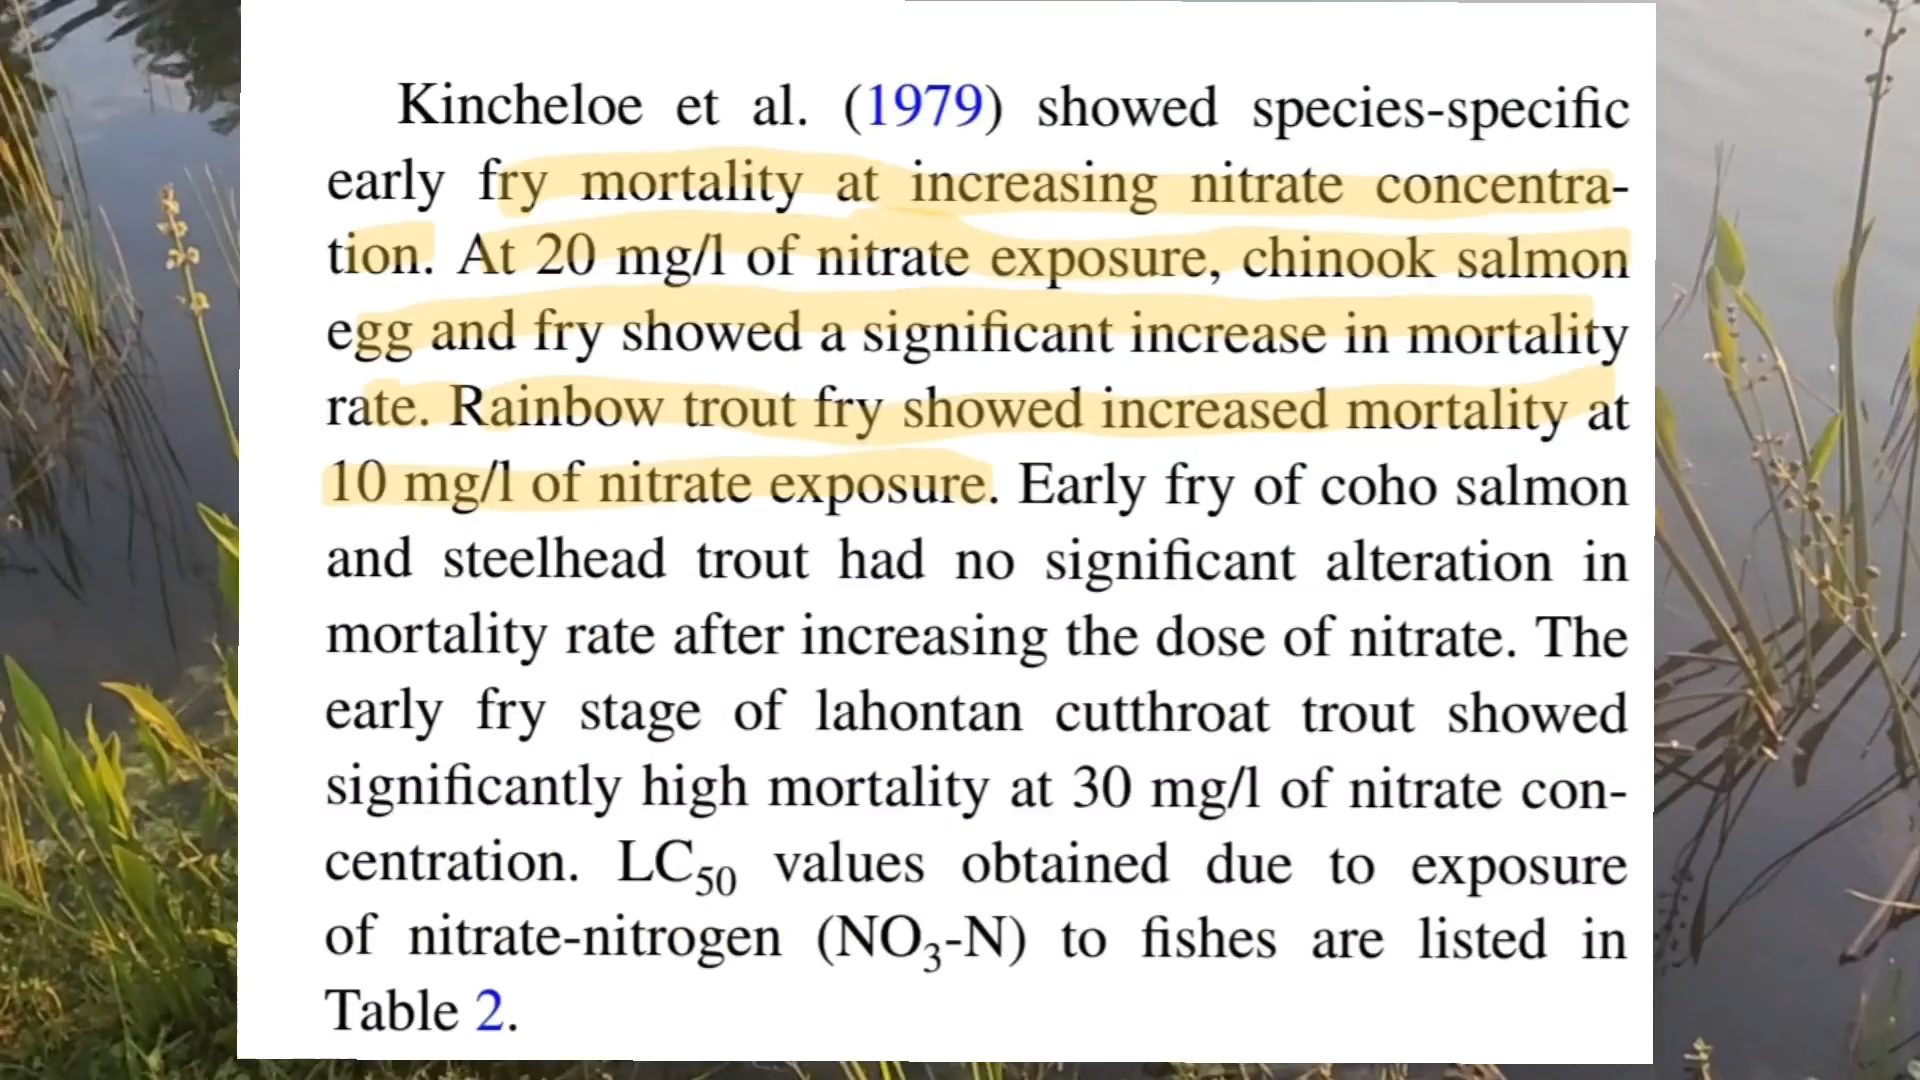 Kincheloe et al. (1979) showed species-specific
early fry mortality at increasing nitrate concentra-
tion. At 20 mg/l of nitrate exposure, chinook salmon
egg and fry showed a significant increase in mortality
rate. Rainbow trout fry showed increased mortality at
10 mg/l of nitrate exposure. Early fry of coho salmon
and steelhead trout had no significant alteration in
mortality rate after increasing the dose of nitrate. The
early fry stage of lahontan cutthroat trout showed
significantly high mortality at 30 mg/l of nitrate con-
centration. LC50 values obtained due to exposure
of nitrate-nitrogen (NO3-N) to fishes are listed in
Table 2.